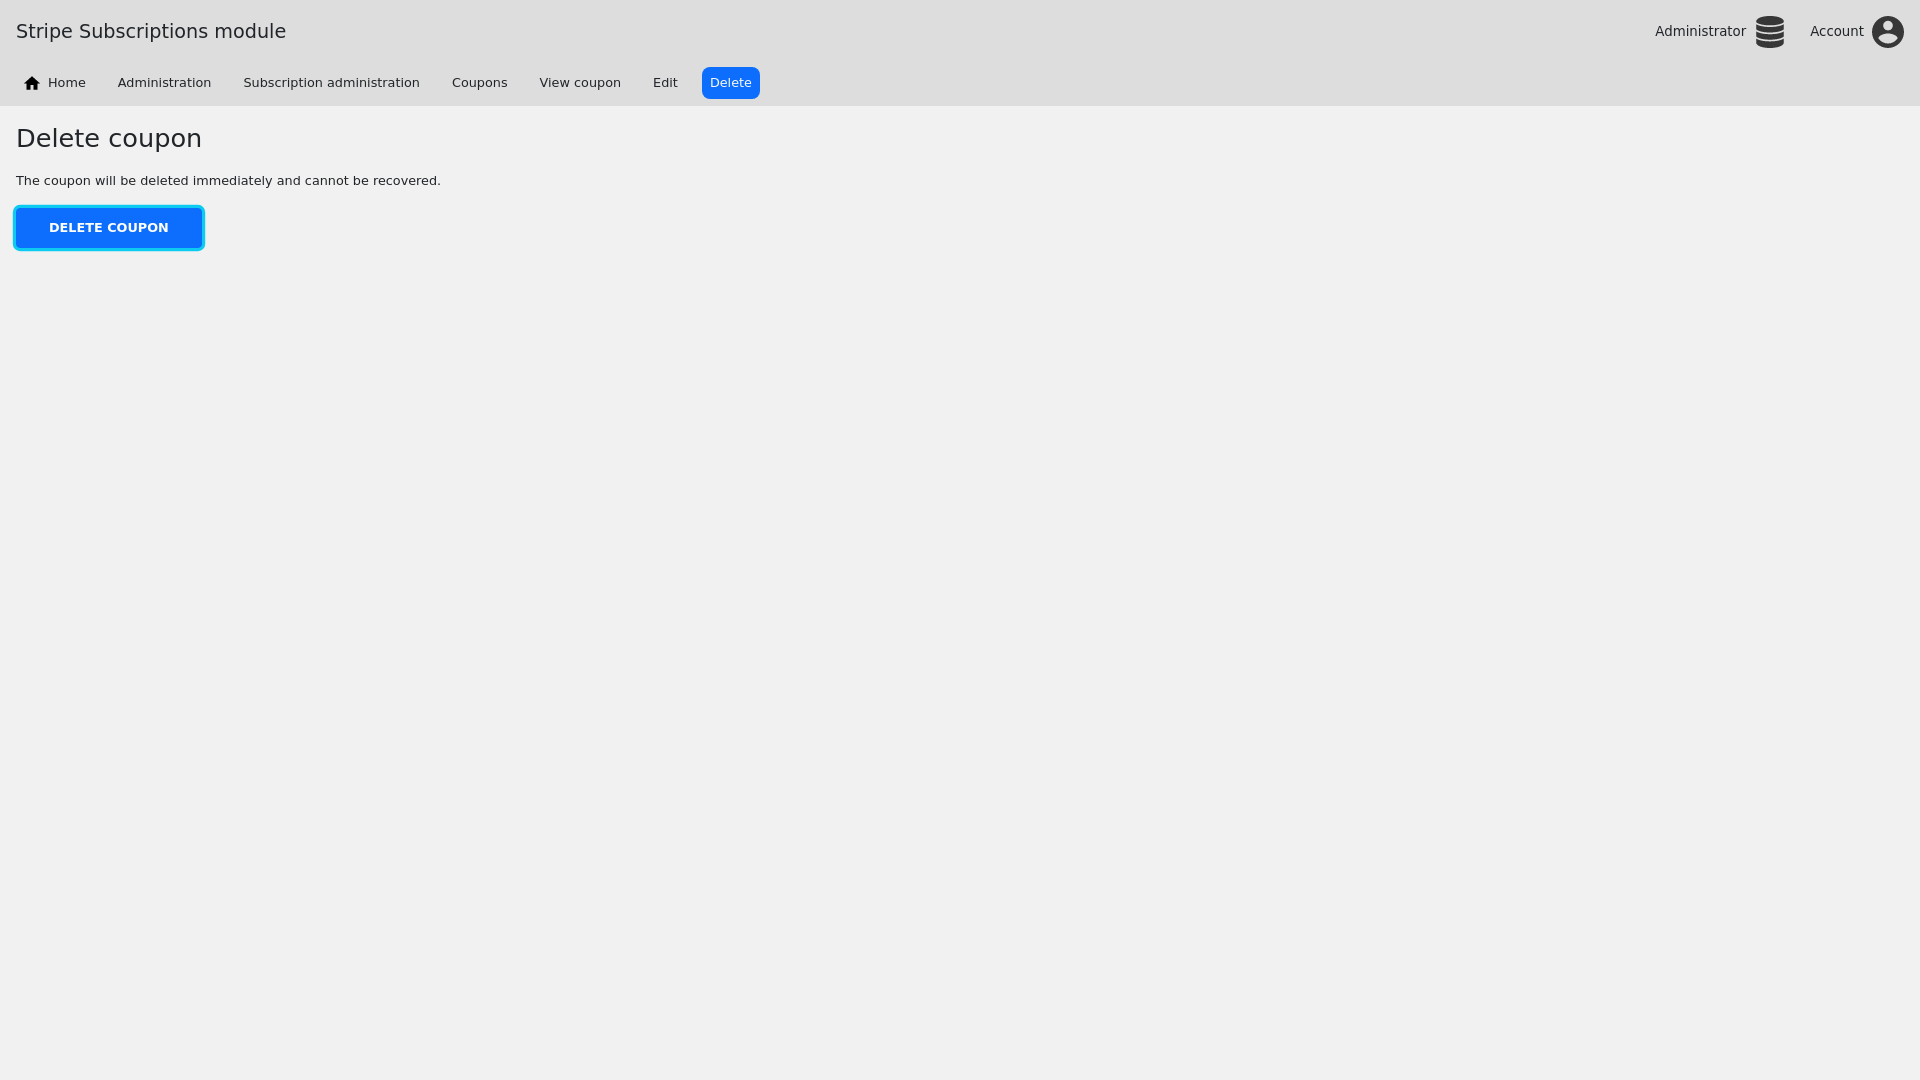 Stripe Subscriptions module
Administrator
Account
Home
Administration
Subscription administration
Coupons
View coupon
Edit
Delete
Delete coupon
The coupon will be deleted immediately and cannot be recovered.
DELETE COUPON